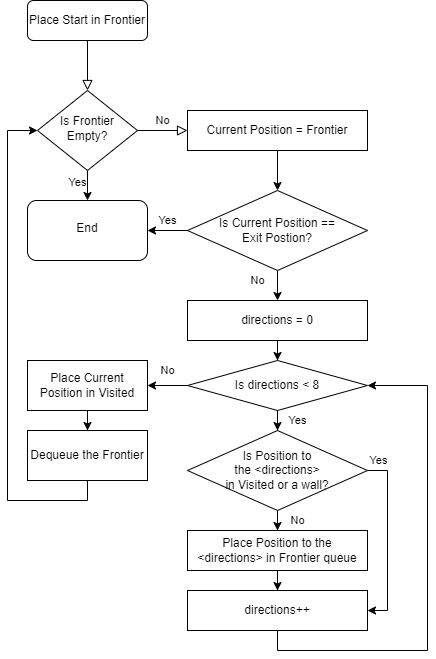 Place Start in Frontier
Is Frontier
Empty?
No
Current Position = Frontier
Yes
End
Yes
Is Current Position ==
Exit Postion?
No
directions = 0
Is directions < 8
No
Place Current
Position in Visited
Yes
Dequeue the Frontier
Is Position to
the <directions>
in Visited or a wall?
Yes
No
Place Position to the
<directions> in Frontier queue
directions++